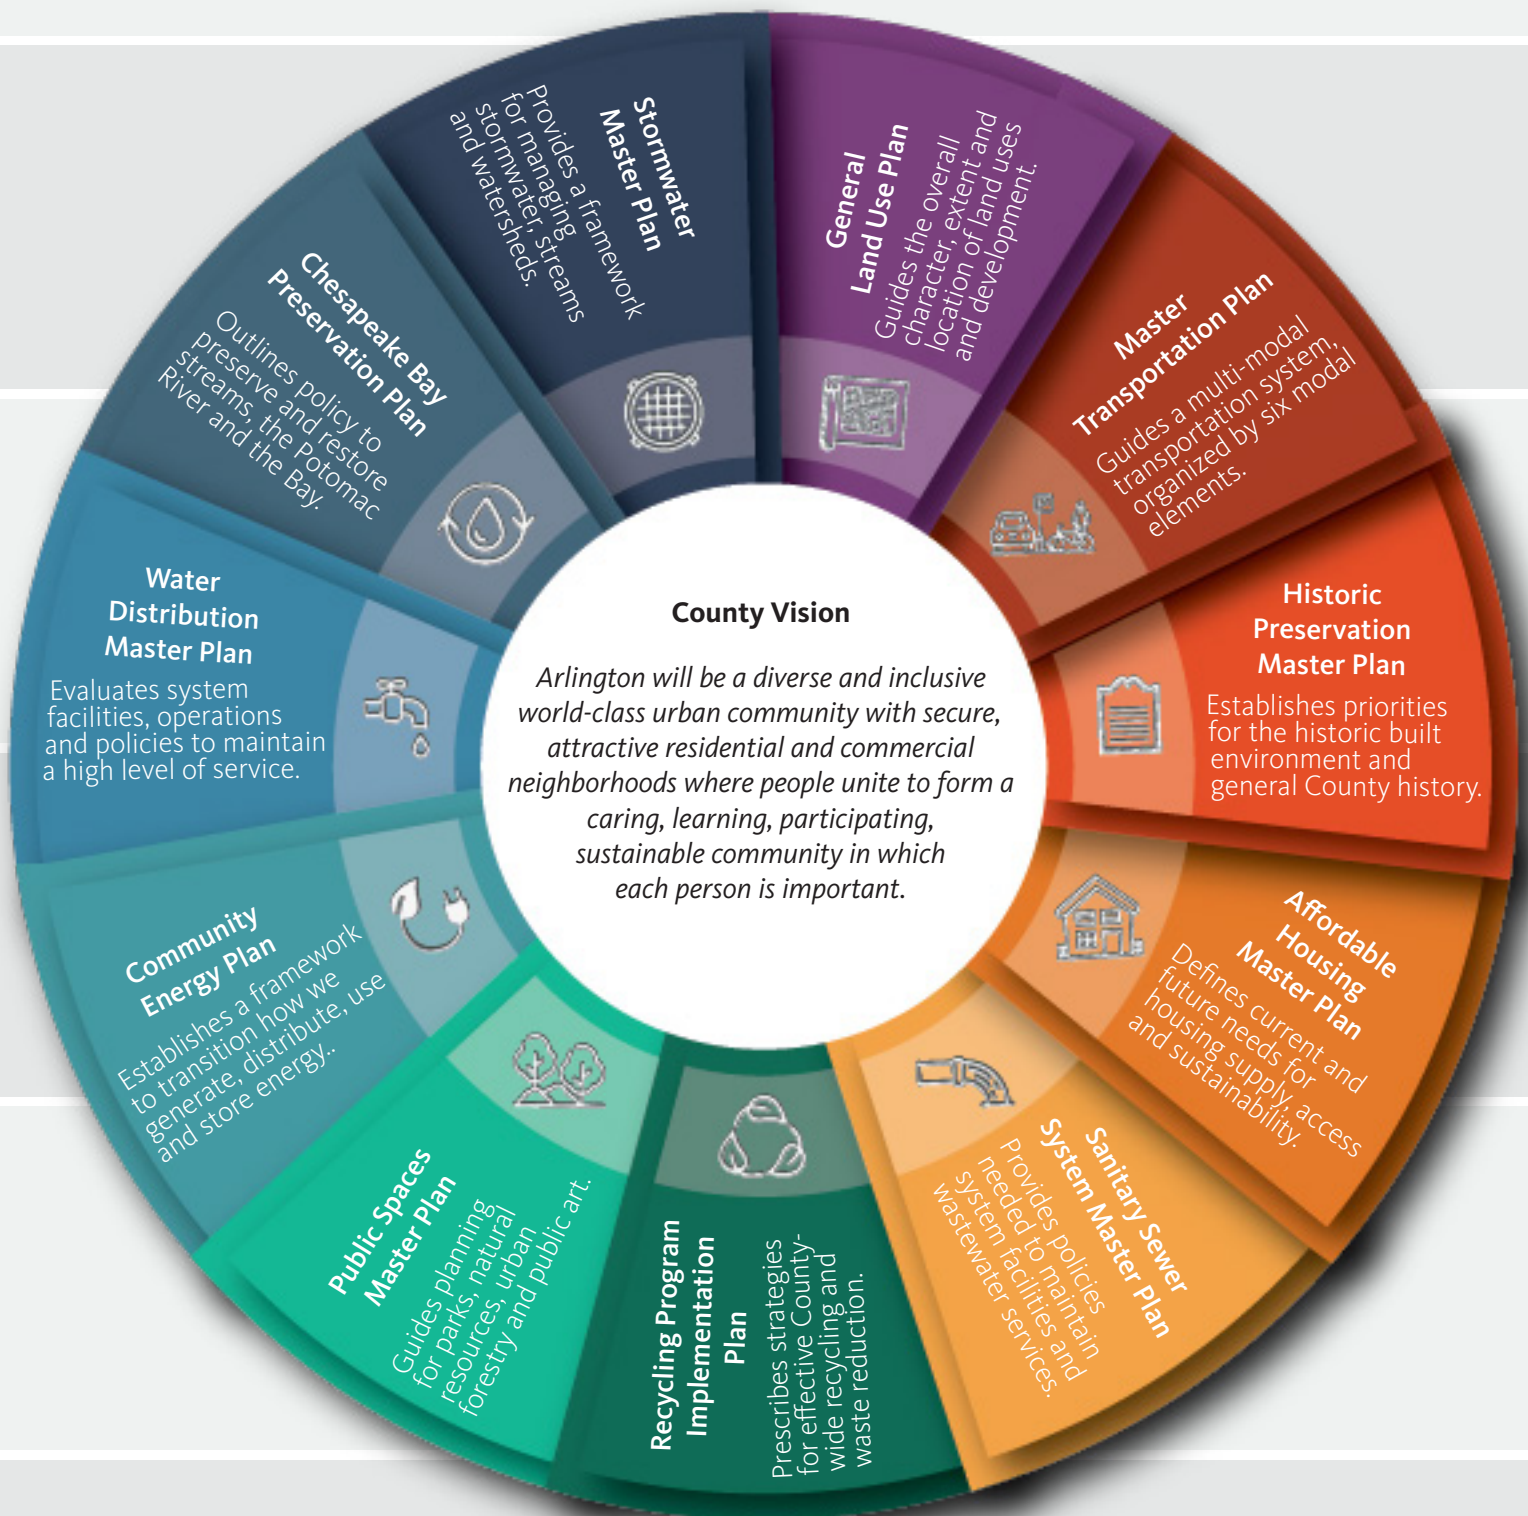 General
Land Use Plan
Guides the overall
character, extent and
location of land uses
and development.
Master
Transportation Plan
Guides a multi-modal
transportation system,
organized by six modal
elements.
Historic
Preservation
Master Plan
Establishes priorities
for the historic built
environment and
general County history.
Affordable
Housing
Master Plan
Defines current and
future needs for
housing supply, access
and sustainability.
Sanitary Sewer
System Master Plan
Provides policies
needed to maintain
system facilities and
wastewater services.
Recycling Program
Implementation
Plan
Prescribes strategies
for effective County-
wide recycling and
waste reduction.
Public Spaces
Master Plan
Guides planning
for parks, natural
resources, urban
forestry and public art.
Community
Energy Plan
Establishes a framework
to transition how we
generate, distribute, use
and store energy..
Water
Distribution
Master Plan
Evaluates system
facilities, operations
and policies to maintain
a high level of service.
Chesapeake Bay
Preservation Plan
Outlines policy to
preserve and restore
streams, the Potomac
River and the Bay.
Stormwater
Master Plan
Provides a framework
for managing
stormwater, streams
and watersheds.
County Vision
Arlington will be a diverse and inclusive
world-class urban community with secure,
attractive residential and commercial
neighborhoods where people unite to form a
caring, learning, participating,
sustainable community in which
each person is important.